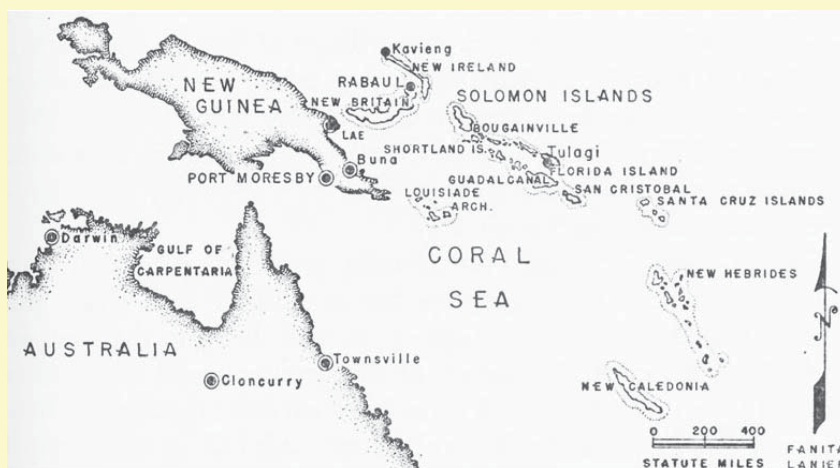 Kavieng
NEW IRELAND
NEW
GUINEA
RABAUL
NEW BRITAIN
SOLOMON ISLANDS
LAE
BOUGAINVILLE
SHORTLAND IS.
Tulagi
Buna
FLORIDA ISLAND
PORT MORESBY
GUADALCANAL
SAN CRISTOBAL
LOUISIADE
ARCH.
SANTA CRUZ ISLANDS
Darwin
GULF OF
CARPENTARIA
CORAL
SEA
NEW HEBRIDES
AUSTRALIA
Townsville
Cloncurry
NEW CALEDONIA
N
0 200 400
STATUTE MILES
FANITA
LANIER